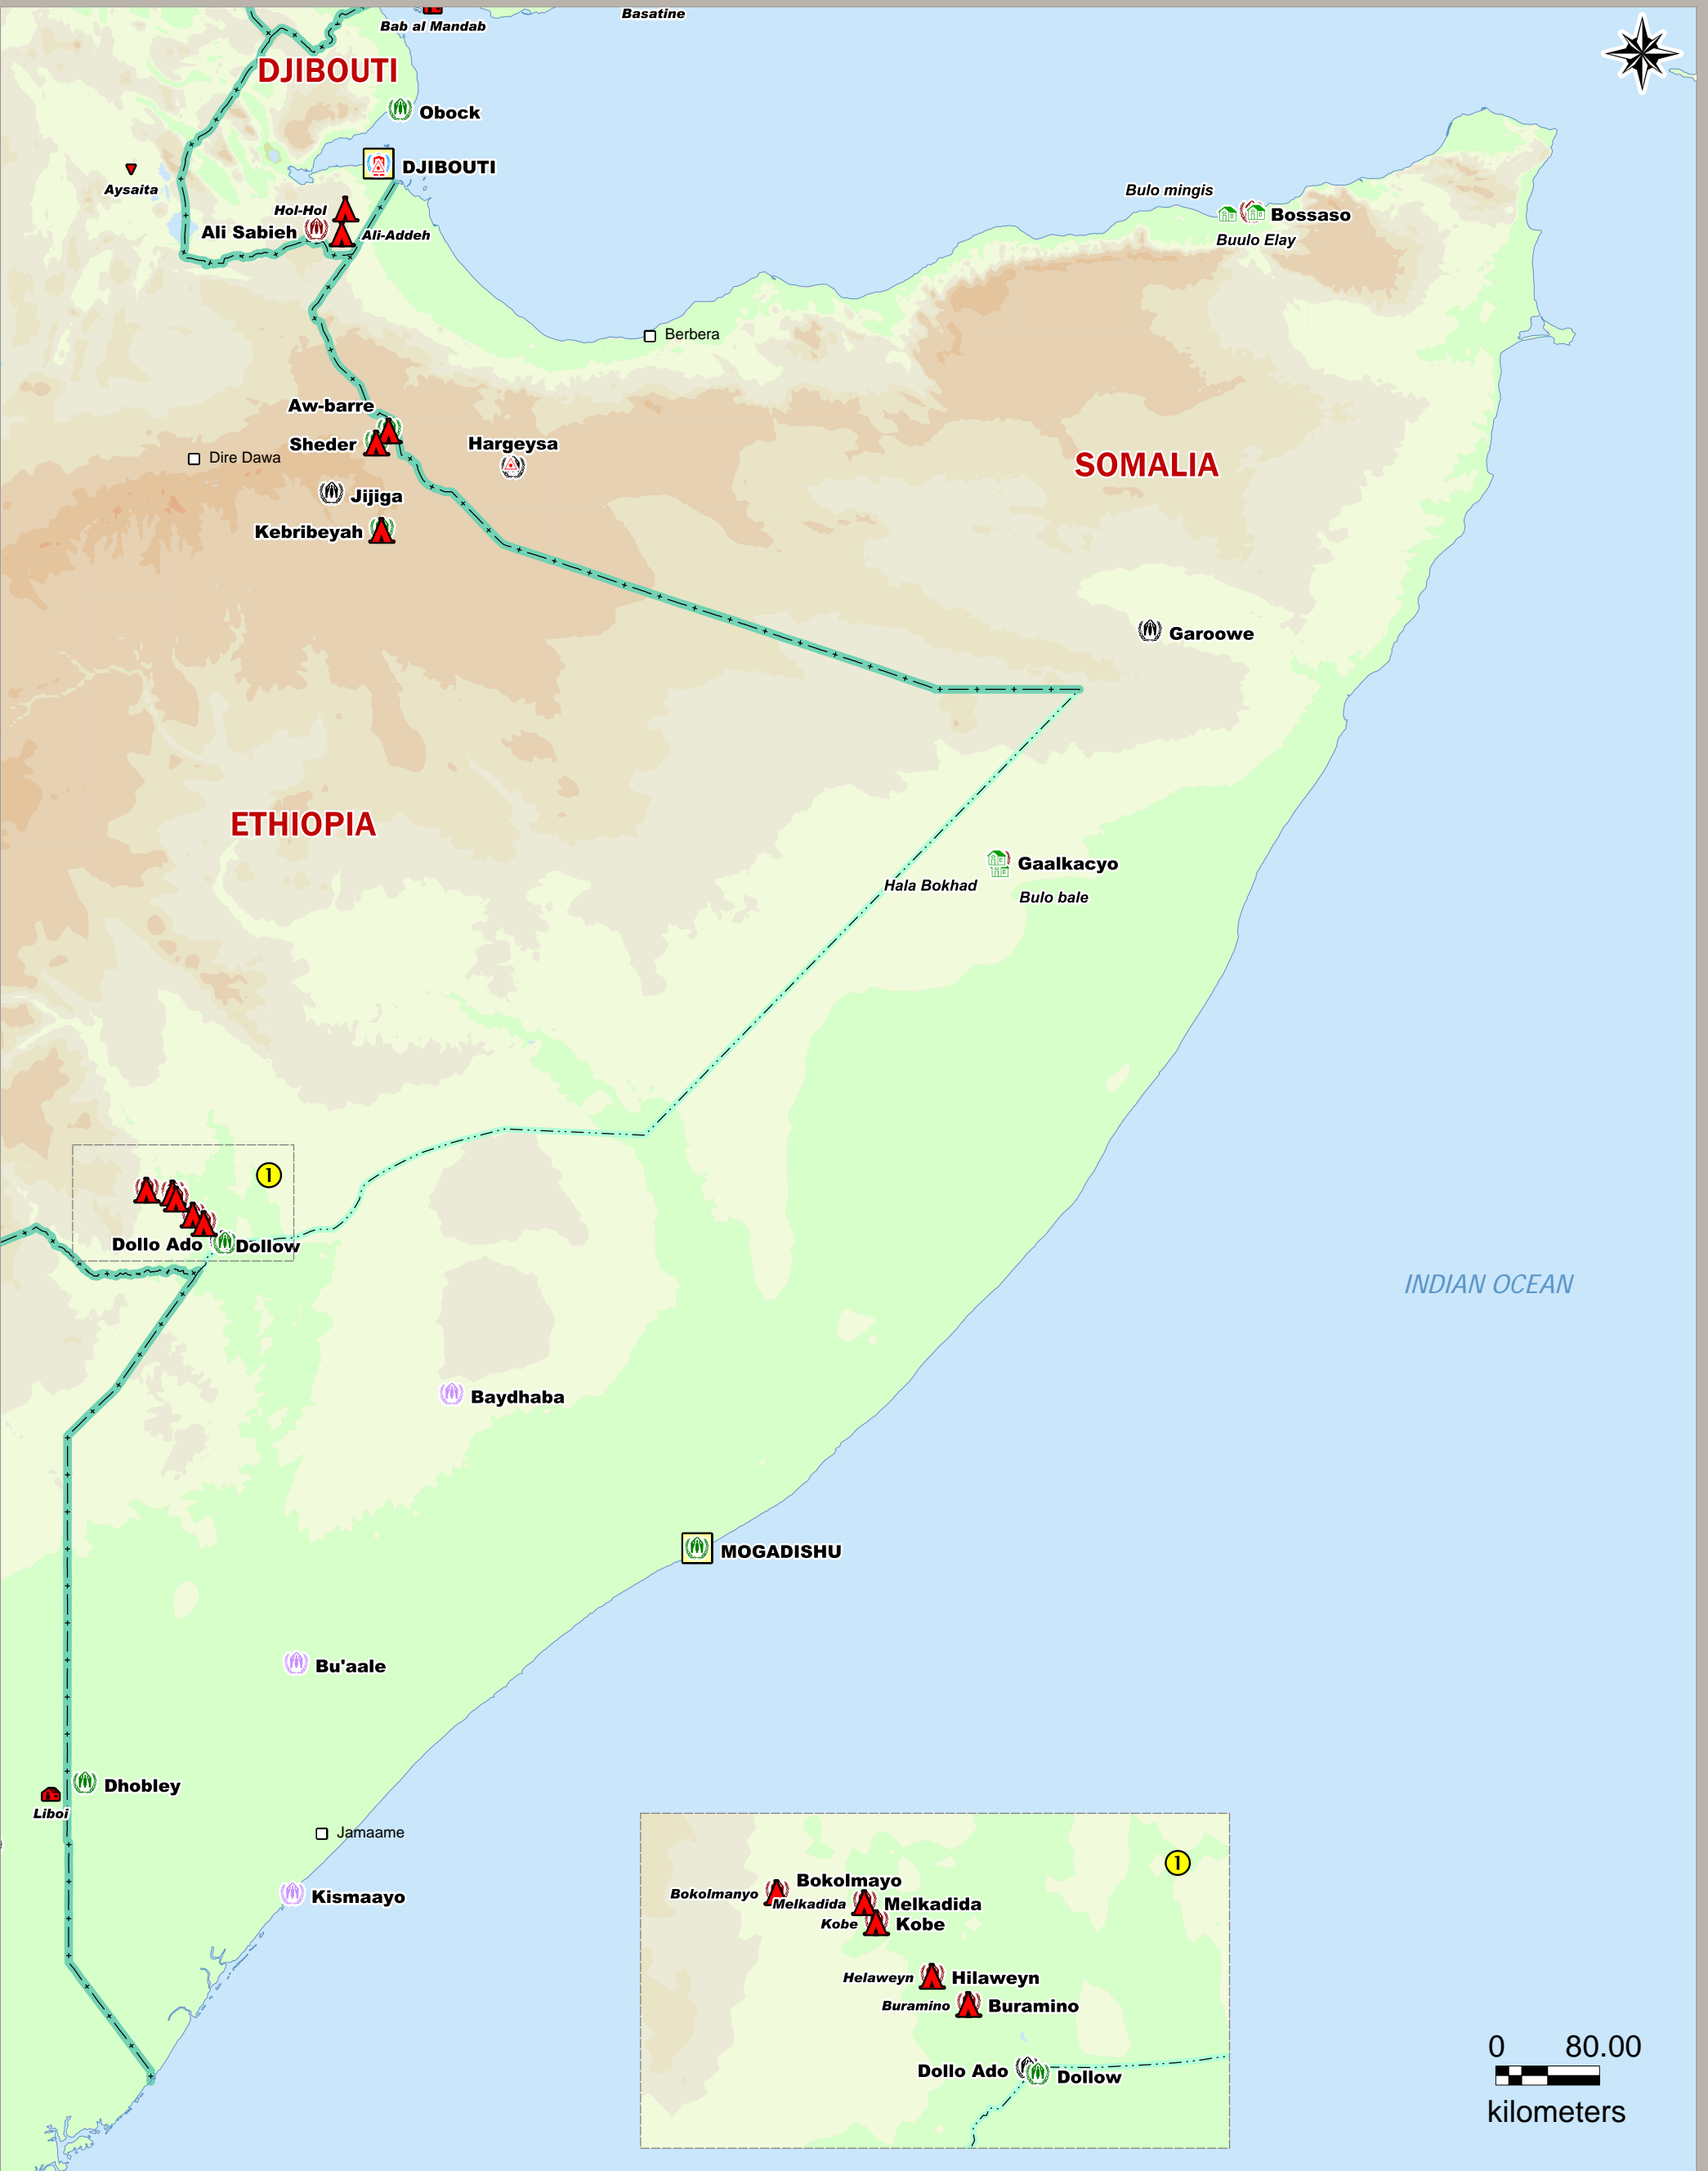 Basatine
Bab al Mandab
DJIBOUTI
Obock
DJIBOUTI
Aysaita
Bulo mingis
Hol-Hol
Bossaso
Ali Sabieh
Ali-Addeh
Buulo Elay
Berbera
Aw-barre
Sheder
Hargeysa
Dire Dawa
SOMALIA
Jijiga
Kebribeyah
Garoowe
ETHIOPIA
Gaalkacyo
Hala Bokhad
Bulo bale
1
Dollo Ado
Dollow
INDIAN OCEAN
Baydhaba
MOGADISHU
Bu'aale
Dhobley
Liboi
Jamaame
Kismaayo
1
Bokolmayo
Bokolmanyo
Melkadida
Melkadida
Kobe
Kobe
Helaweyn
Hilaweyn
Buramino
Buramino
Dollo Ado
Dollow
0 80.00
kilometers